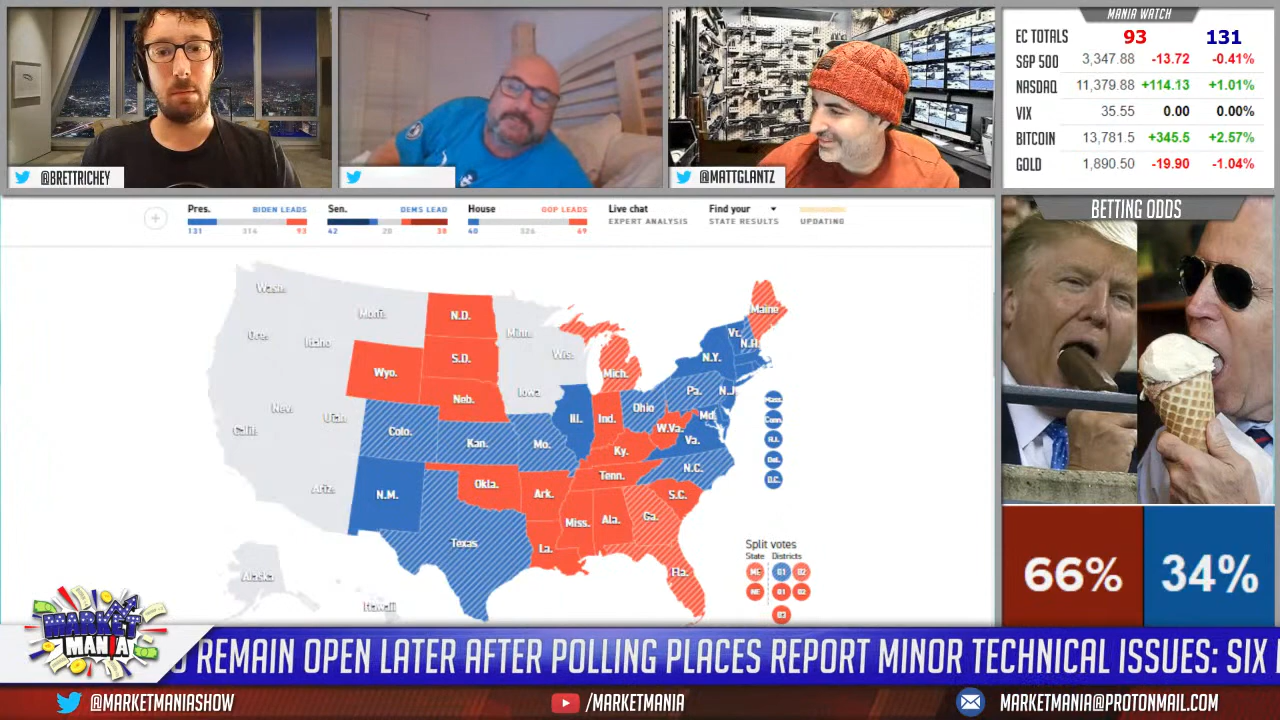 @BRETTRICHEY
@MATTGLANTZ
MANIA WATCH
EC TOTALS 93 131
S&P 500 3,347.88 -13.72 -0.41%
NASDAQ 11,379.88 +114.13 +1.01%
VIX 35.55 0.00 0.00%
BITCOIN 13,781.5 +345.5 +2.57%
GOLD 1,890.50 -19.90 -1.04%
Pres. BIDEN LEADS
131 314 93
Sen. DEMS LEAD
42 20 38
House GOP LEADS
40 326 69
Live chat
EXPERT ANALYSIS
Find your
STATE RESULTS
UPDATING
BETTING ODDS
Wash.
Mont.
N.D.
Minn.
Maine
Ore.
Idaho
S.D.
Wis.
Vt.
N.H.
N.Y.
Wyo.
Mich.
Neb.
Iowa
Pa.
N.J.
Nev.
Utah
Ill.
Ind.
Ohio
Md.
Mass.
Conn.
R.I.
Del.
D.C.
Calif.
Colo.
Kan.
Mo.
W.Va.
Va.
Ky.
N.C.
Tenn.
Ariz.
N.M.
Okla.
Ark.
S.C.
Miss.
Ala.
Ga.
Texas
La.
Fla.
Alaska
Hawaii
Split votes
State Districts
ME 01 02
NE 01 02
03
66% 34%
MARKET
MANIA
O REMAIN OPEN LATER AFTER POLLING PLACES REPORT MINOR TECHNICAL ISSUES: SIX
@MARKETMANIASHOW
/MARKETMANIA
MARKETMANIA@PROTONMAIL.COM